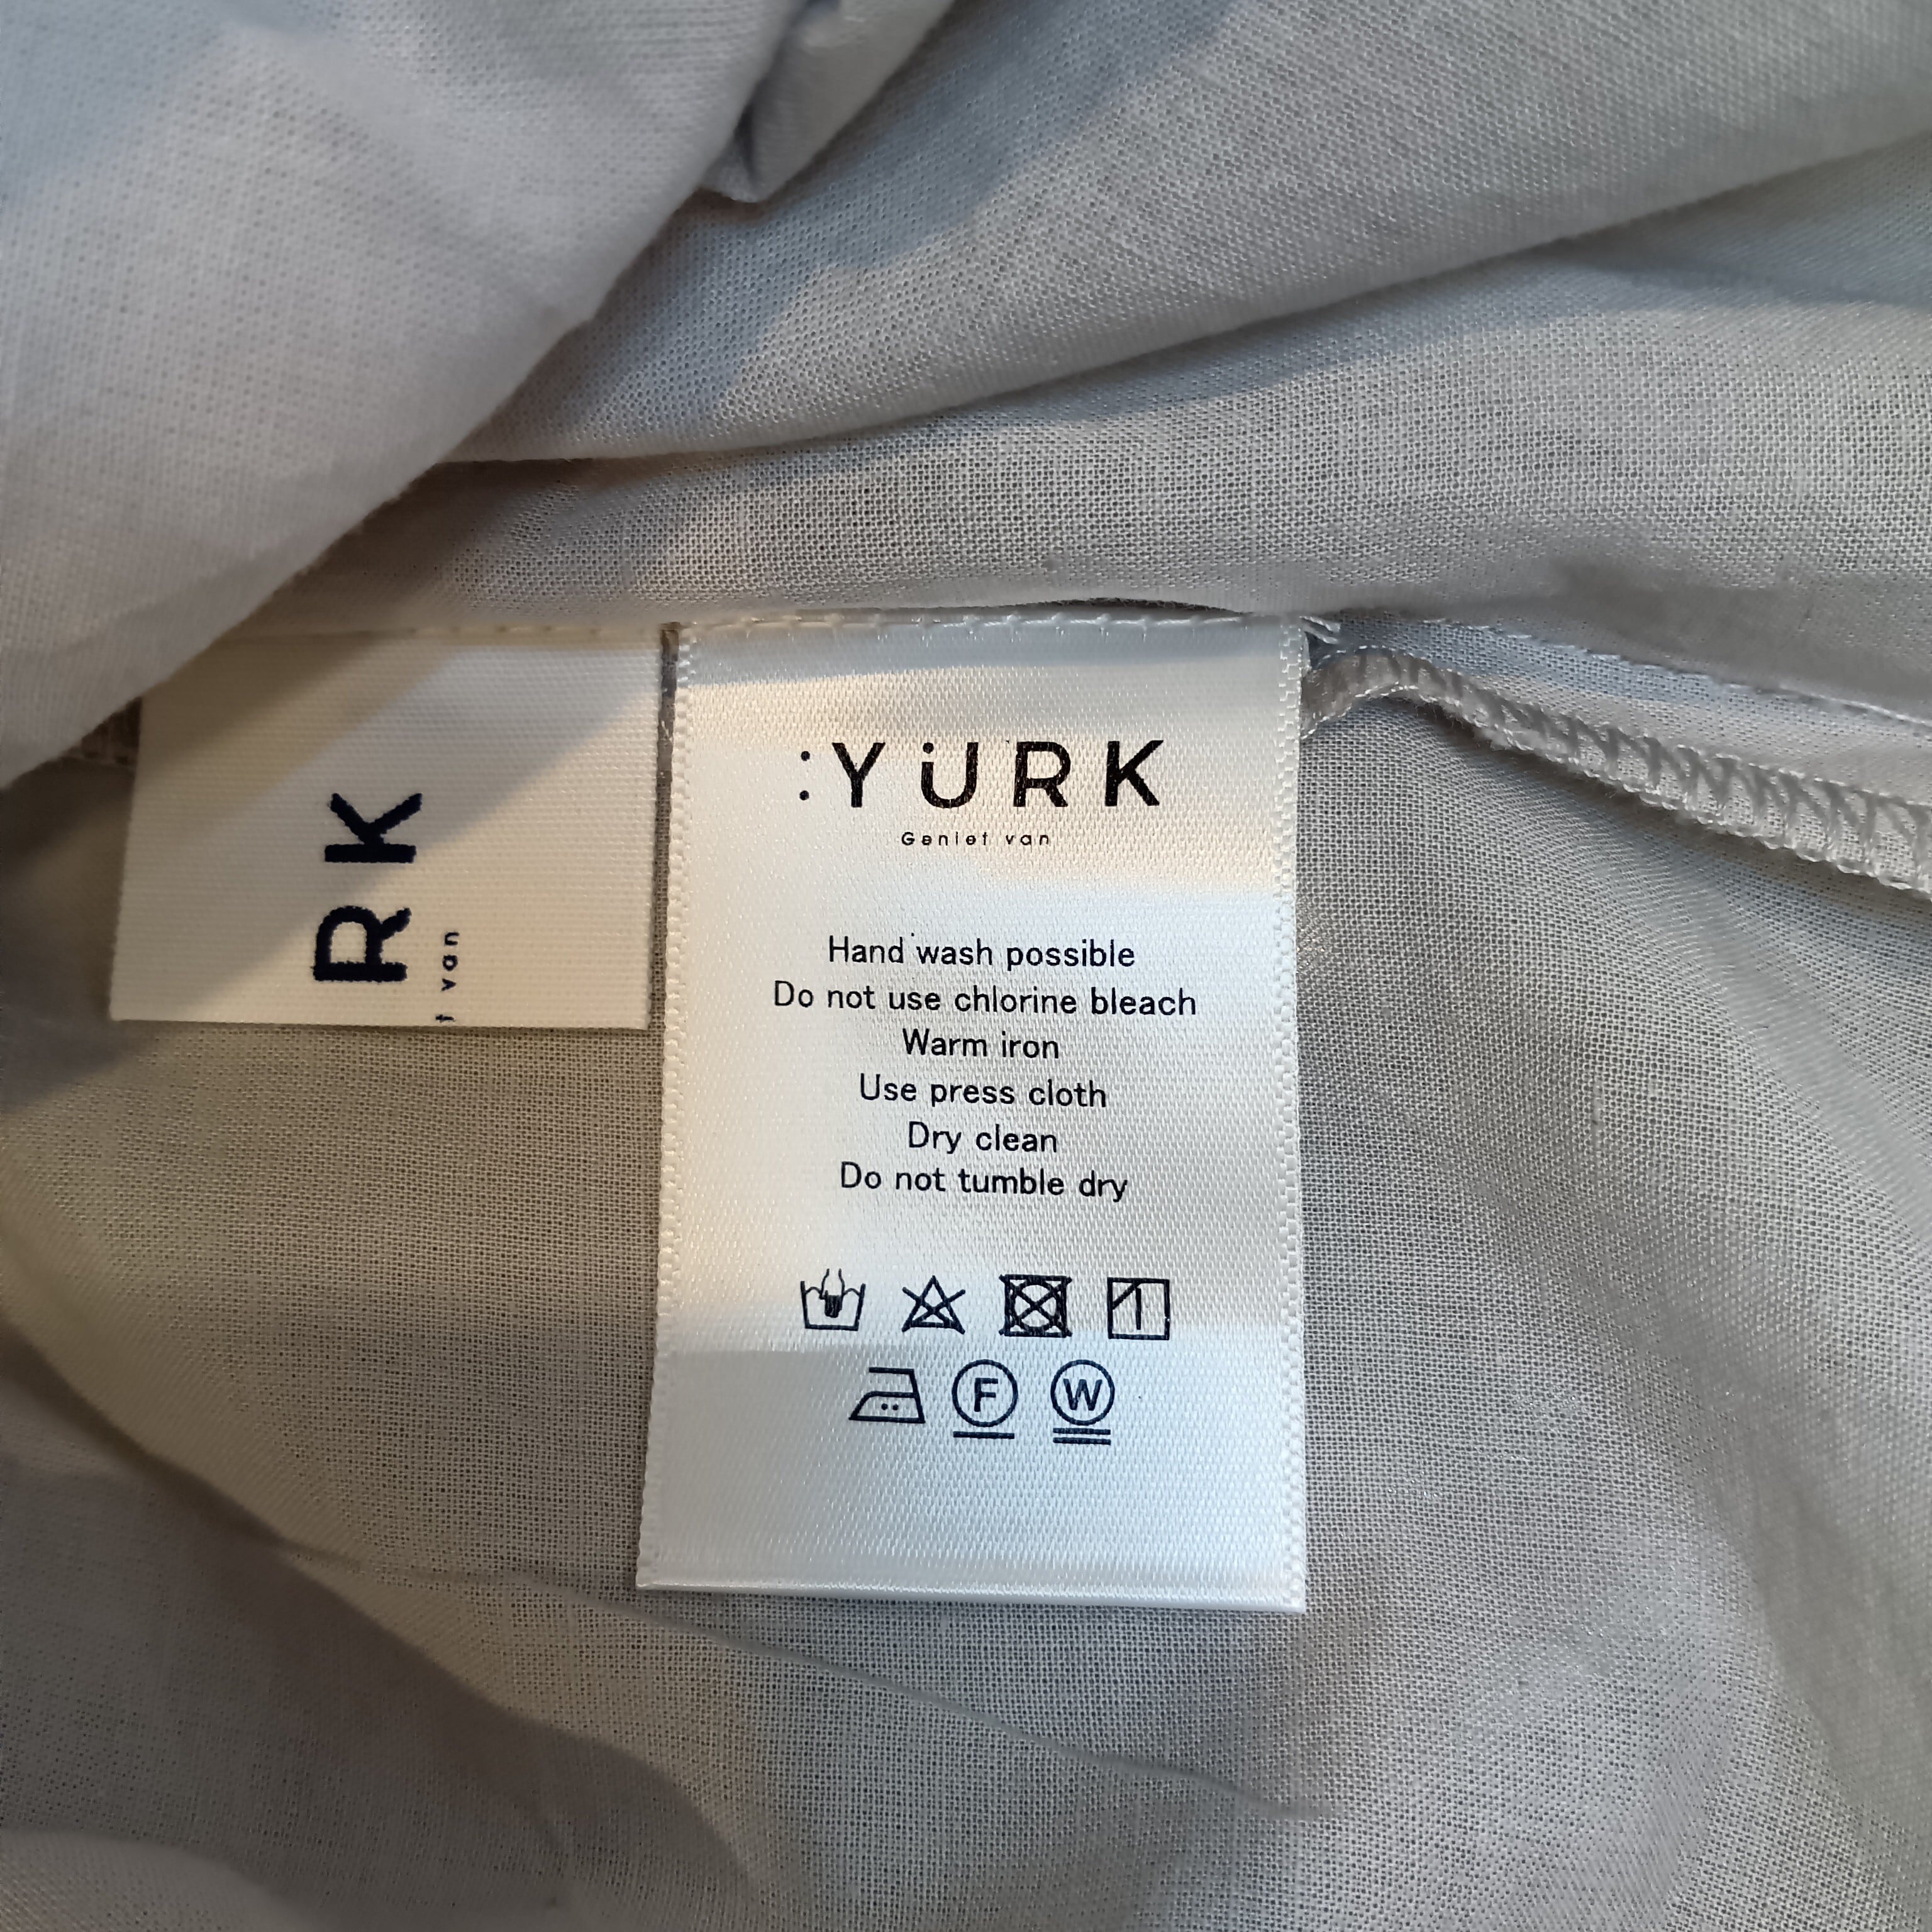 RK
t van
:YÜRK
Geniet van
Hand wash possible
Do not use chlorine bleach
Warm iron
Use press cloth
Dry clean
Do not tumble dry
F W